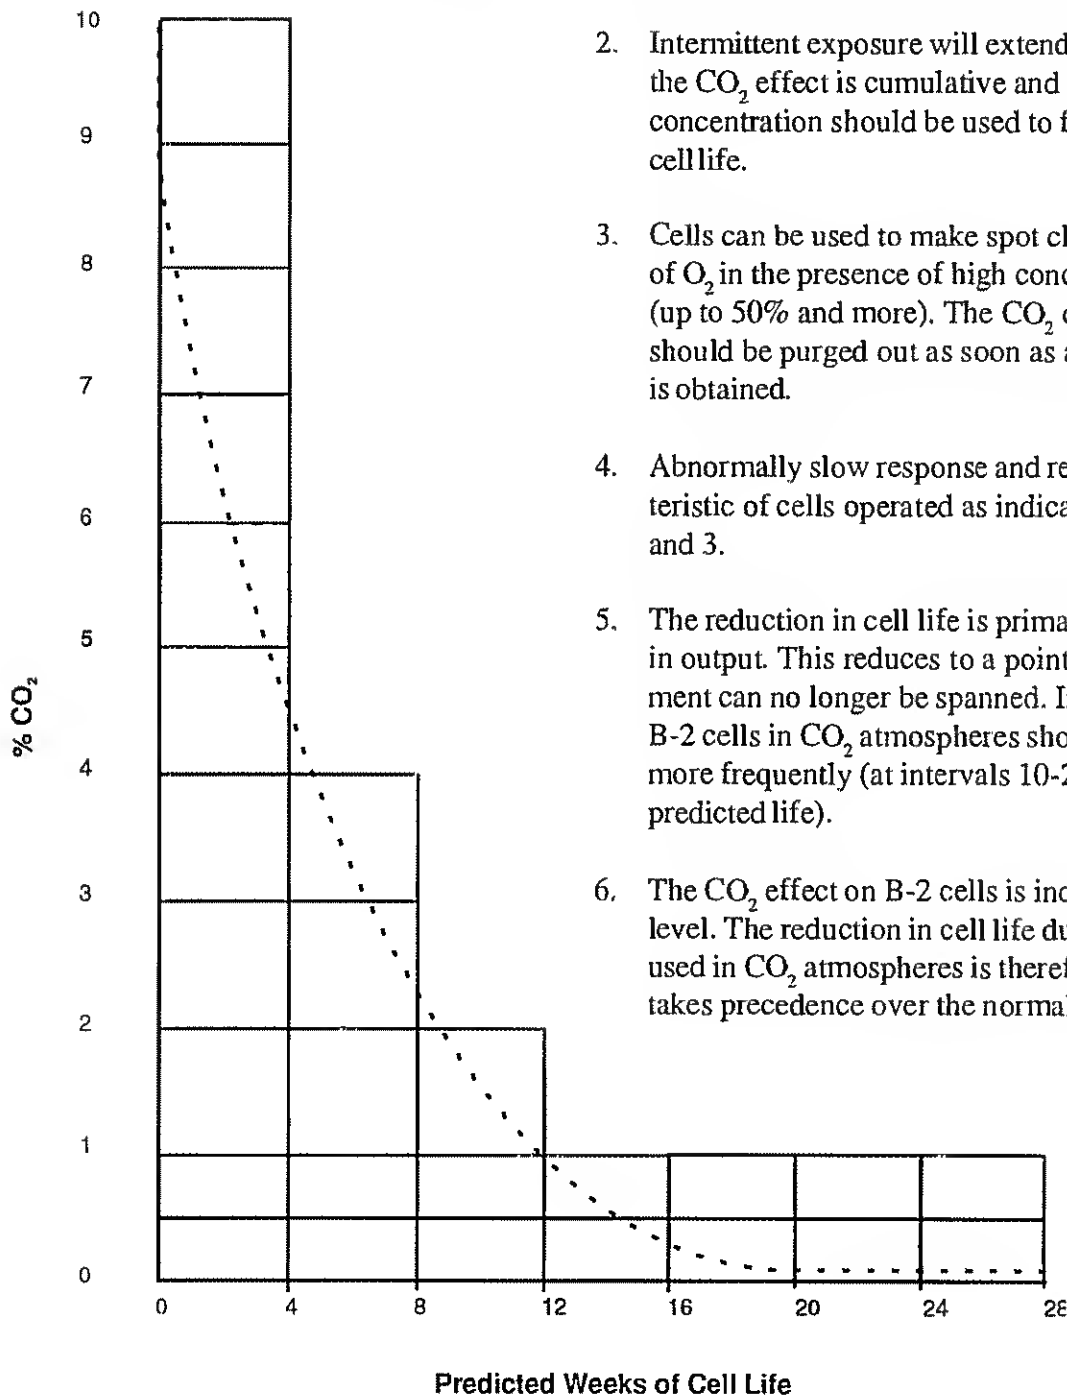 10
9
8
7
6
5
4
3
2
1
0
% CO₂
0 4 8 12 16 20 24 28
Predicted Weeks of Cell Life
2. Intermittent exposure will extend
the CO₂ effect is cumulative and
concentration should be used to f
cell life.
3. Cells can be used to make spot cl
of O₂ in the presence of high conc
(up to 50% and more). The CO₂ c
should be purged out as soon as a
is obtained.
4. Abnormally slow response and re
teristic of cells operated as indica
and 3.
5. The reduction in cell life is prima
in output. This reduces to a point
ment can no longer be spanned. I
B-2 cells in CO₂ atmospheres sho
more frequently (at intervals 10-2
predicted life).
6. The CO₂ effect on B-2 cells is inc
level. The reduction in cell life du
used in CO₂ atmospheres is theref
takes precedence over the norma